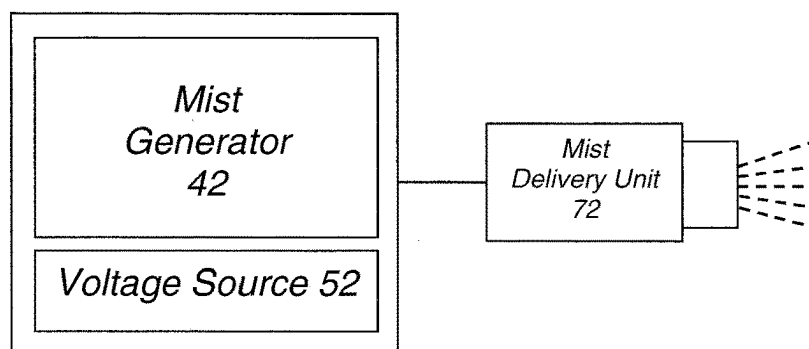 Mist
Generator
42
Voltage Source 52
Mist
Delivery Unit
72